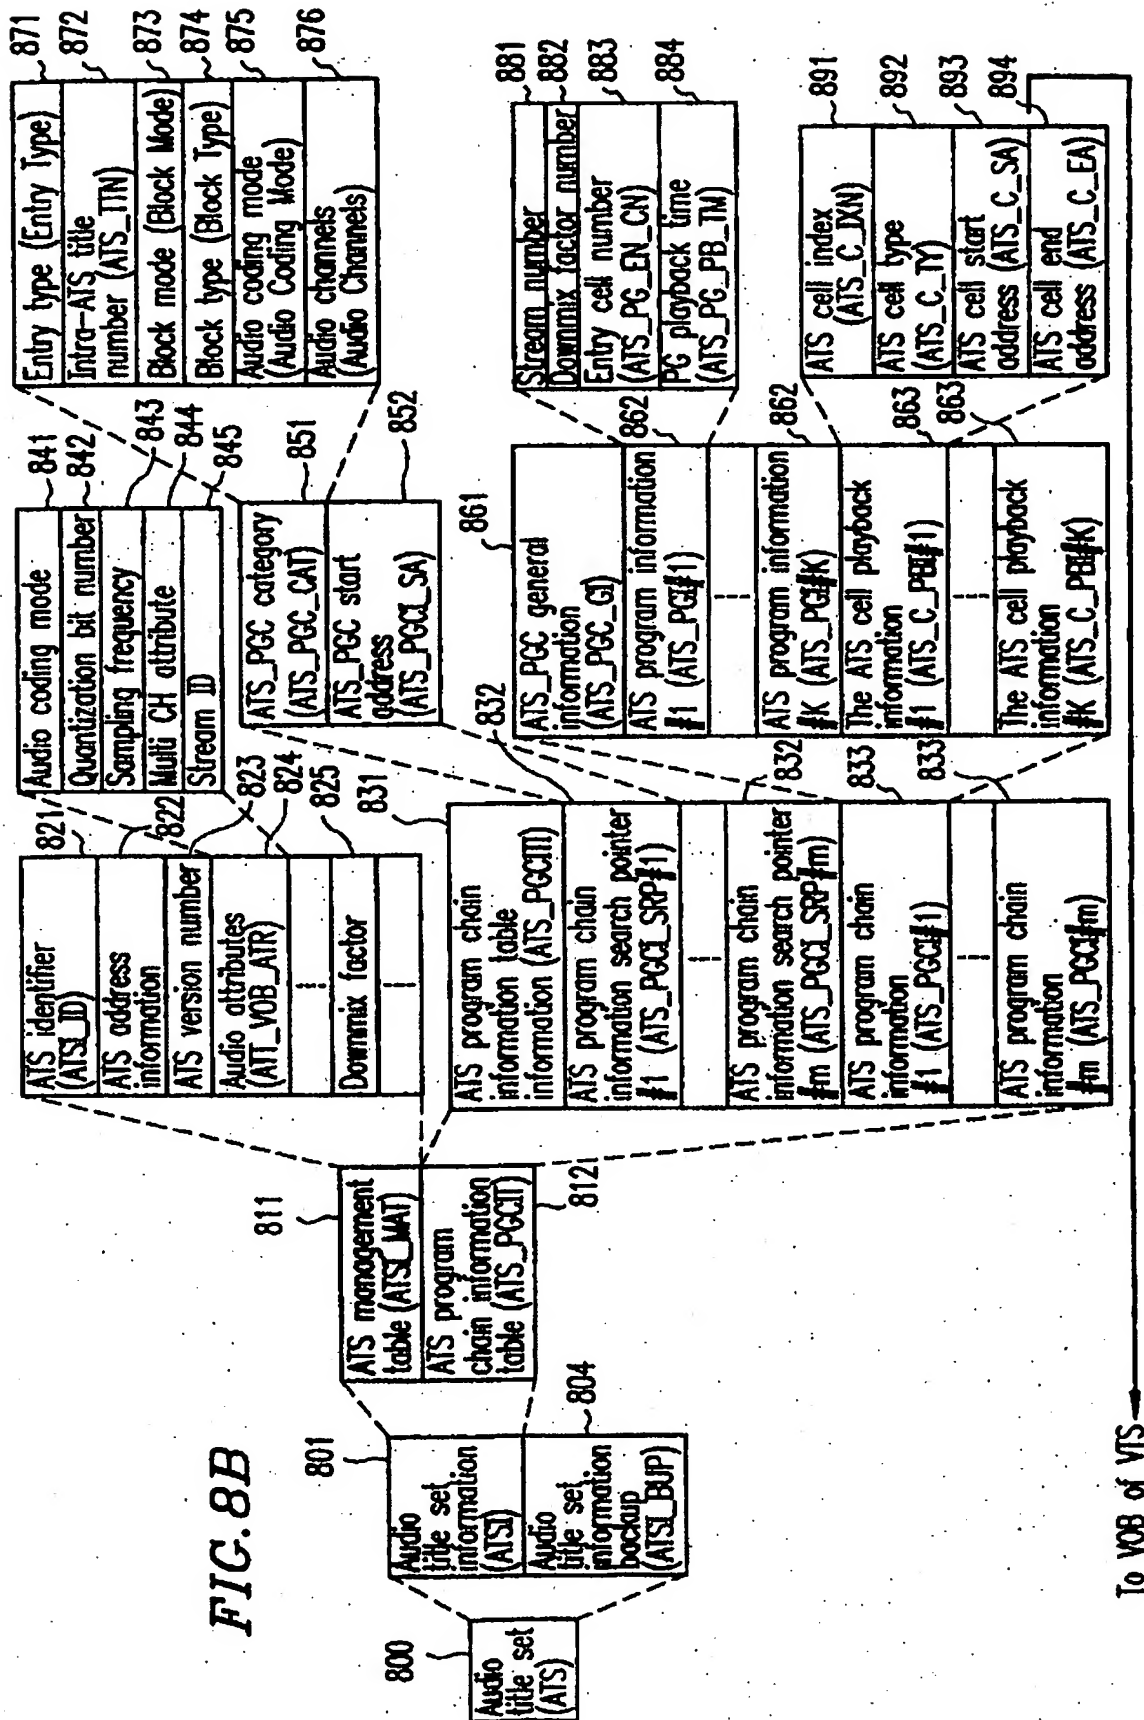 FIG.8B
800
Audio
title set
(ATS)
801
Audio
title set
information
(ATSI)
Audio
title set
information
backup
(ATSI_BUP)
804
811
ATS management
table (ATSI_MAT)
ATS program
chain information
table (ATS_PGCIT)
812
ATS identifier
(ATSI_ID)
821
ATS address
information
822
ATS version number
823
Audio attributes
(ATT_VOB_ATR)
824
Downmix factor
825
831
ATS program chain
information table
information (ATS_PGCITI)
ATS program chain
information search pointer
#1 (ATS_PGCI_SRP#1)
832
ATS program chain
information search pointer
#m (ATS_PGCI_SRP#m)
832
ATS program chain
information
#1 (ATS_PGCI#1)
833
ATS program chain
information
#m (ATS_PGCI#m)
833
Audio coding mode
841
Quantization bit number
842
Sampling frequency
843
Multi CH attribute
844
Stream ID
845
ATS_PGC category
(ATS_PGC_CAT)
851
ATS_PGC start
address
(ATS_PGCI_SA)
852
861
ATS_PGC general
information
(ATS_PGC_GI)
ATS program information
#1 (ATS_PGI#1)
862
ATS program information
#K (ATS_PGI#K)
862
The ATS cell playback
information
#1 (ATS_C_PBI#1)
863
The ATS cell playback
information
#K (ATS_C_PBI#K)
863
Entry type (Entry Type)
871
Intra-ATS title
number (ATS_TTN)
872
Block mode (Block Mode)
873
Block type (Block Type)
874
Audio coding mode
(Audio Coding Mode)
875
Audio channels
(Audio Channels)
876
Stream number
881
Downmix factor number
882
Entry cell number
(ATS_PG_EN_CN)
883
PG playback time
(ATS_PG_PB_TM)
884
ATS cell index
(ATS_C_IXN)
891
ATS cell type
(ATS_C_TY)
892
ATS cell start
address (ATS_C_SA)
893
ATS cell end
address (ATS_C_EA)
894
To VOB of VTS